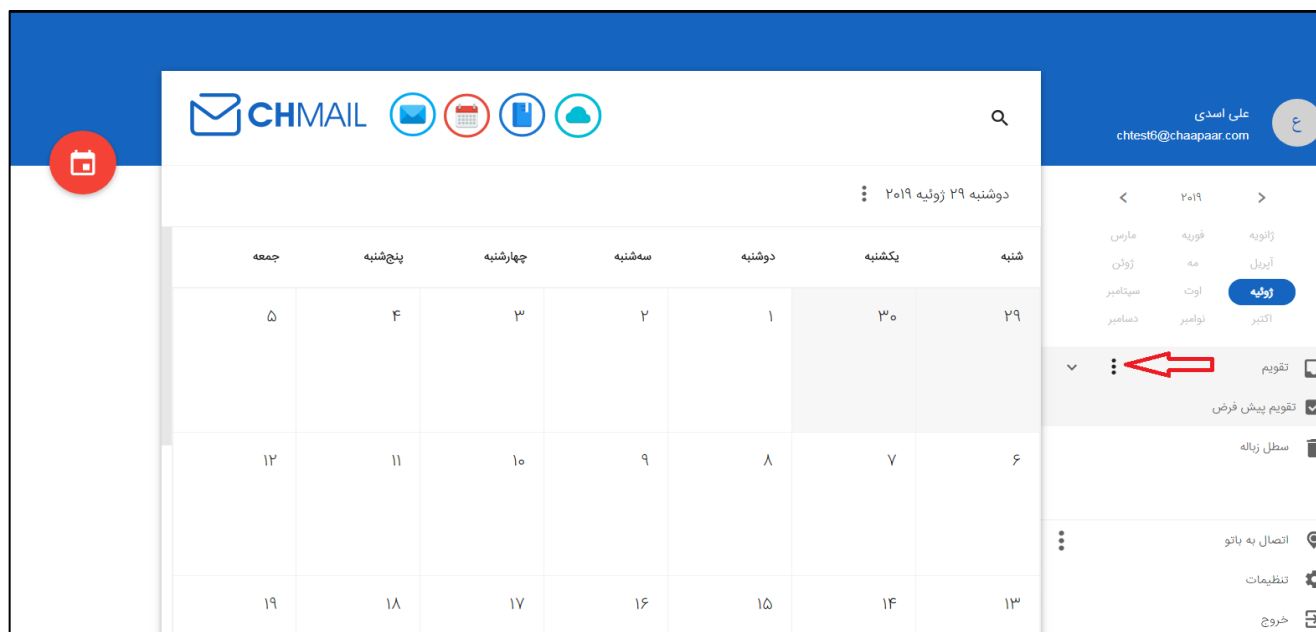 CHMAIL
علی اسدی
ع
chtest6@chaapaar.com
دوشنبه ۲۹ ژوئیه ۲۰۱۹
شنبه یکشنبه دوشنبه سه‌شنبه چهارشنبه پنج‌شنبه جمعه
۲۹ ۳۰ ۱ ۲ ۳ ۴ ۵
۶ ۷ ۸ ۹ ۱۰ ۱۱ ۱۲
۱۳ ۱۴ ۱۵ ۱۶ ۱۷ ۱۸ ۱۹
۲۰۱۹
ژانویه فوریه مارس
آپریل مه ژوئن
ژوئیه اوت سپتامبر
اکتبر نوامبر دسامبر
تقویم
تقویم پیش فرض
سطل زباله
اتصال به باتو
تنظیمات
خروج